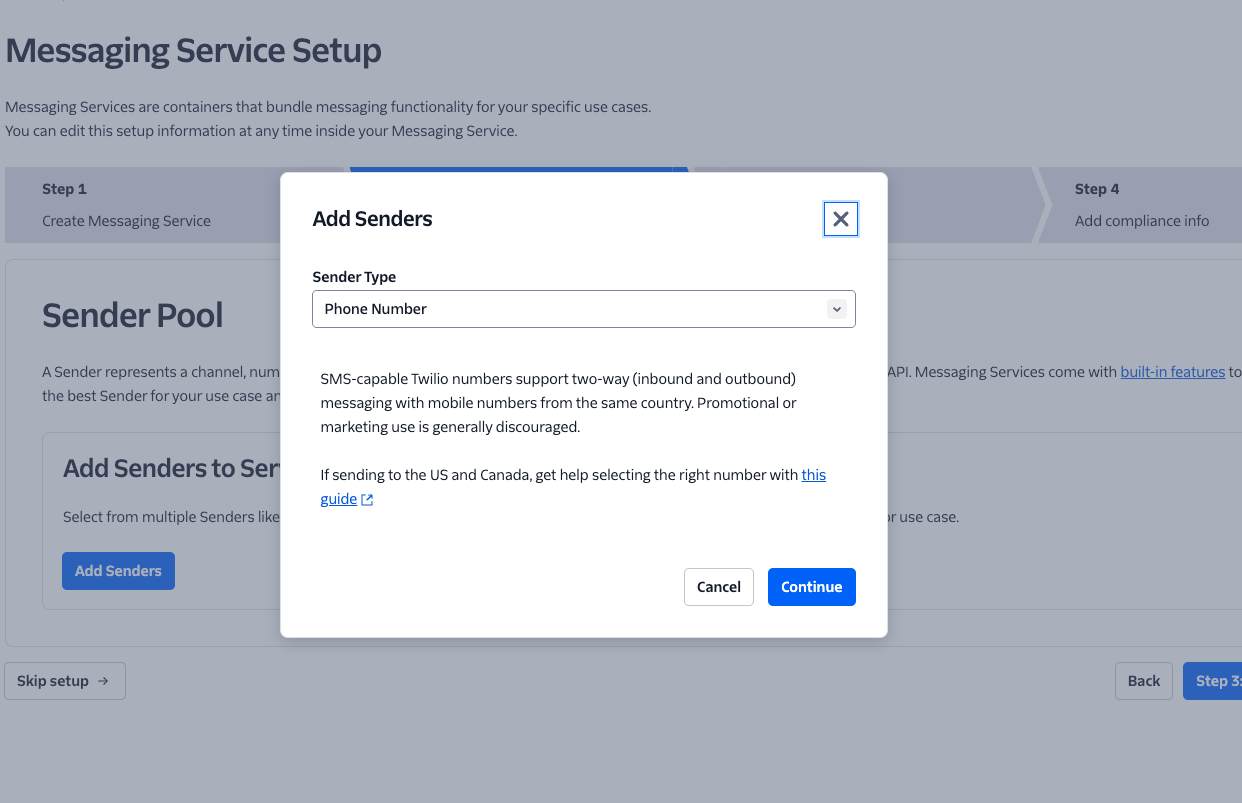 Messaging Service Setup
Messaging Services are containers that bundle messaging functionality for your specific use cases.
You can edit this setup information at any time inside your Messaging Service.
Step 1
Create Messaging Service
Step 4
Add compliance info
Sender Pool
A Sender represents a channel, num
API. Messaging Services come with built-in features to
the best Sender for your use case an
Add Senders to Ser
Select from multiple Senders like
or use case.
Add Senders
Add Senders
Sender Type
Phone Number
SMS-capable Twilio numbers support two-way (inbound and outbound)
messaging with mobile numbers from the same country. Promotional or
marketing use is generally discouraged.
If sending to the US and Canada, get help selecting the right number with this
guide
Cancel
Continue
Skip setup
Back
Step 3: